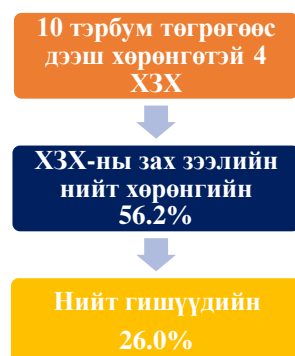 10 тэрбум төгрөгөөс
дээш хөрөнгөтэй 4
ХЗХ
ХЗХ-ны зах зээлийн
нийт хөрөнгийн
56.2%
Нийт гишүүдийн
26.0%